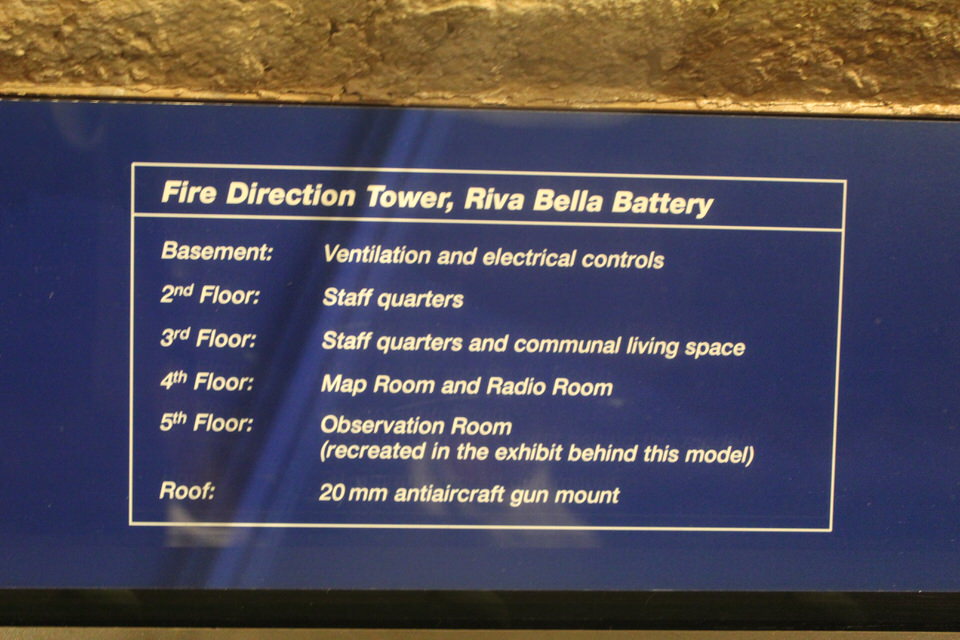 Fire Direction Tower, Riva Bella Battery
Basement: Ventilation and electrical controls
2nd Floor: Staff quarters
3rd Floor: Staff quarters and communal living space
4th Floor: Map Room and Radio Room
5th Floor: Observation Room
(recreated in the exhibit behind this model)
Roof: 20 mm antiaircraft gun mount